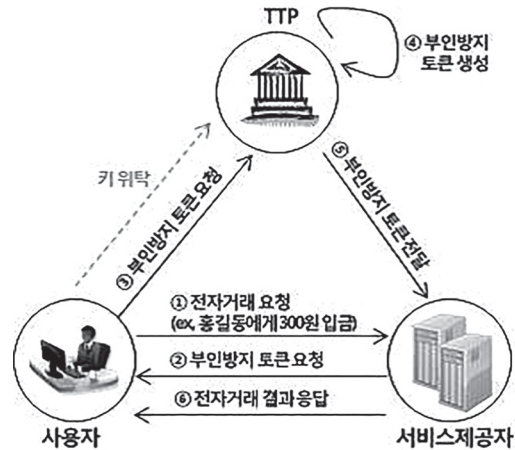 TTP
④ 부인방지
토큰 생성
키 위탁
③ 부인방지 토큰 요청
⑤ 부인방지 토큰 전달
① 전자거래 요청
(ex, 홍길동에게 300원 입금)
② 부인방지 토큰 요청
⑥ 전자거래 결과 응답
사용자
서비스제공자